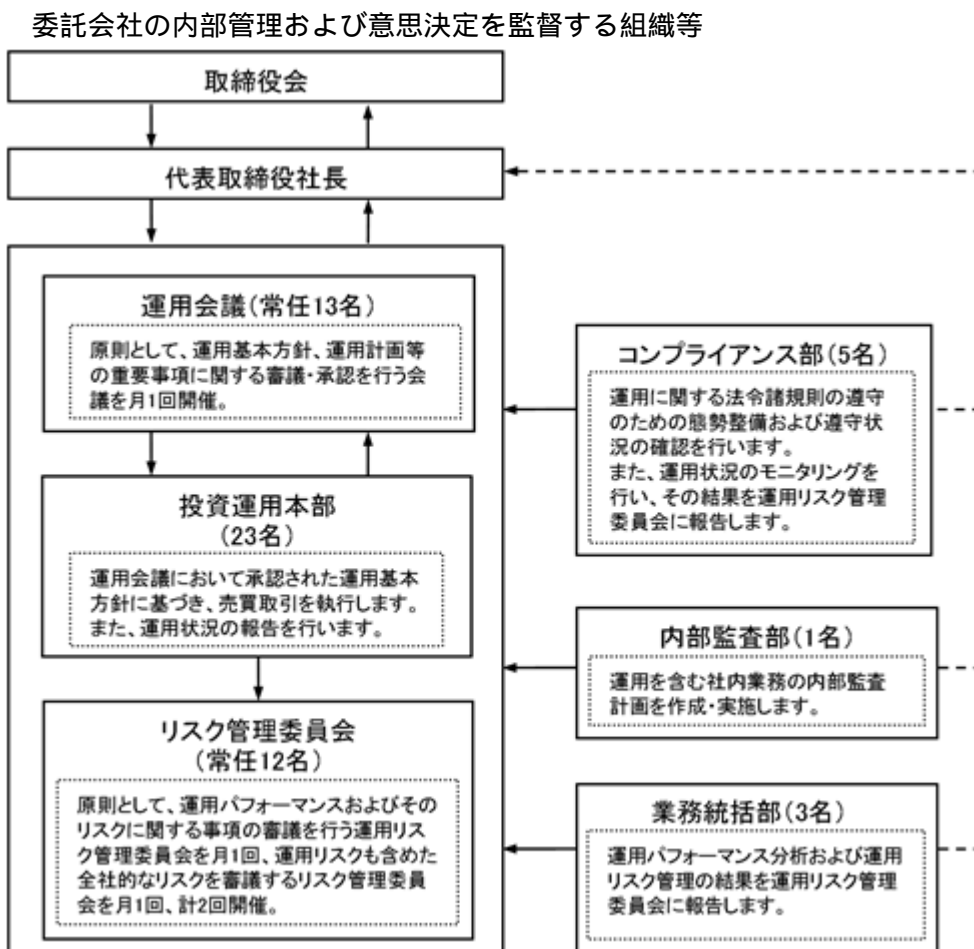 委託会社の内部管理および意思決定を監督する組織等
取締役会
代表取締役社長
運用会議(常任13名)
原則として、運用基本方針、運用計画等
の重要事項に関する審議・承認を行う会
議を月1回開催。
投資運用本部
(23名)
運用会議において承認された運用基本
方針に基づき、売買取引を執行します。
また、運用状況の報告を行います。
リスク管理委員会
(常任12名)
原則として、運用パフォーマンスおよびその
リスクに関する事項の審議を行う運用リス
ク管理委員会を月1回、運用リスクも含めた
全社的なリスクを審議するリスク管理委員
会を月1回、計2回開催。
コンプライアンス部(5名)
運用に関する法令諸規則の遵守
のための態勢整備および遵守状
況の確認を行います。
また、運用状況のモニタリングを
行い、その結果を運用リスク管理
委員会に報告します。
内部監査部(1名)
運用を含む社内業務の内部監査
計画を作成・実施します。
業務統括部(3名)
運用パフォーマンス分析および運用
リスク管理の結果を運用リスク管理
委員会に報告します。